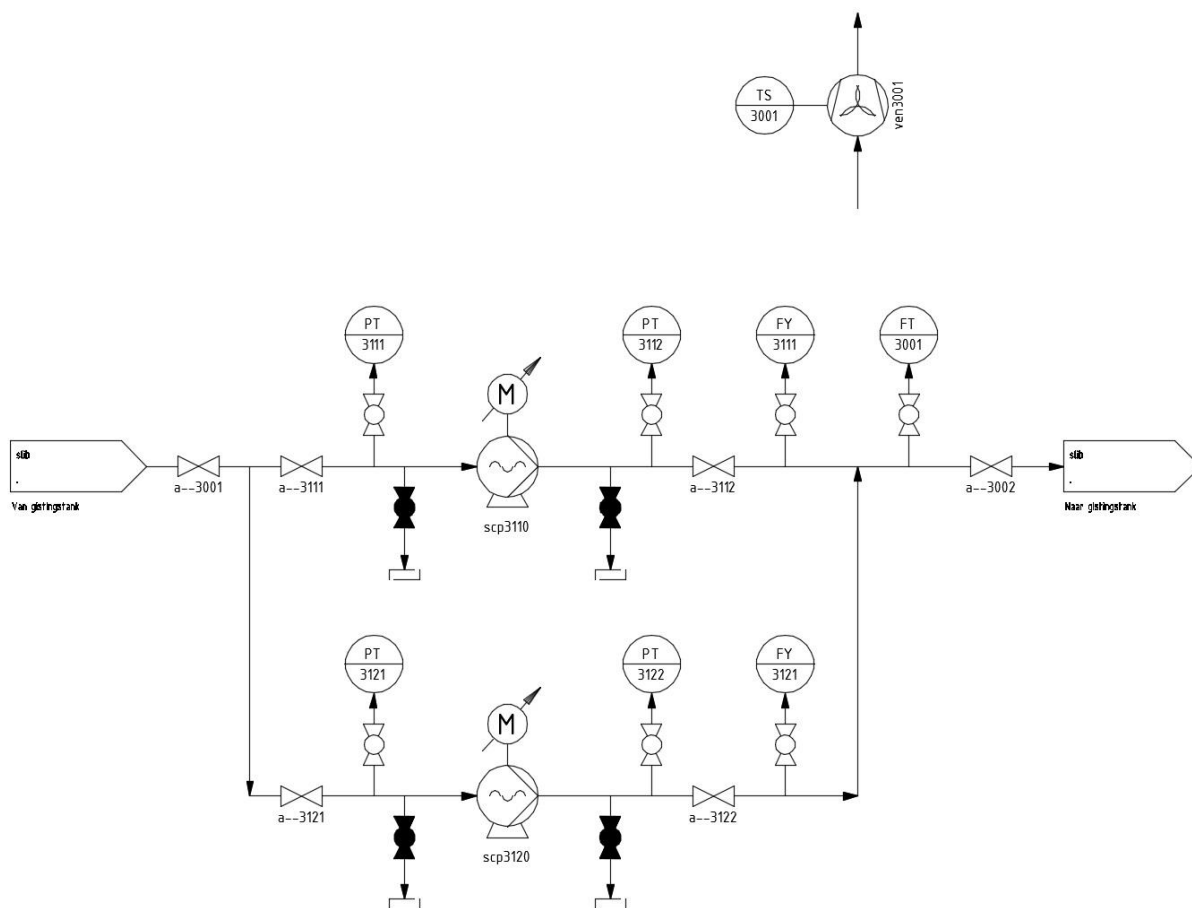 TS
3001
ven3001
PT
3111
PT
3112
FY
3111
FT
3001
M
slib
.
Van gistingstank
a--3001
a--3111
scp3110
a--3112
a--3002
slib
.
Naar gistingstank
PT
3121
PT
3122
FY
3121
M
a--3121
scp3120
a--3122